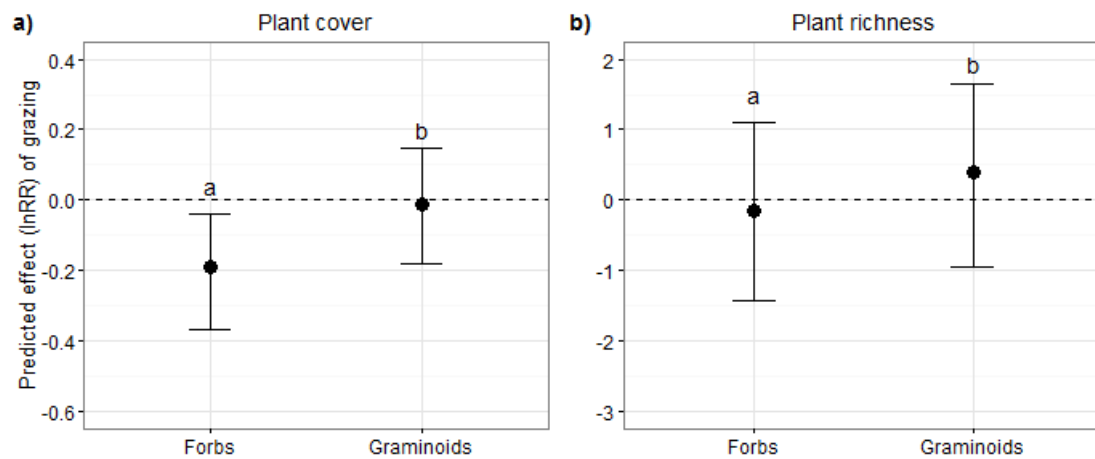 a) Plant cover
Predicted effect (lnRR) of grazing
0.4
0.2
0.0
-0.2
-0.4
-0.6
a
b
Forbs Graminoids
b) Plant richness
2
1
0
-1
-2
-3
a
b
Forbs Graminoids